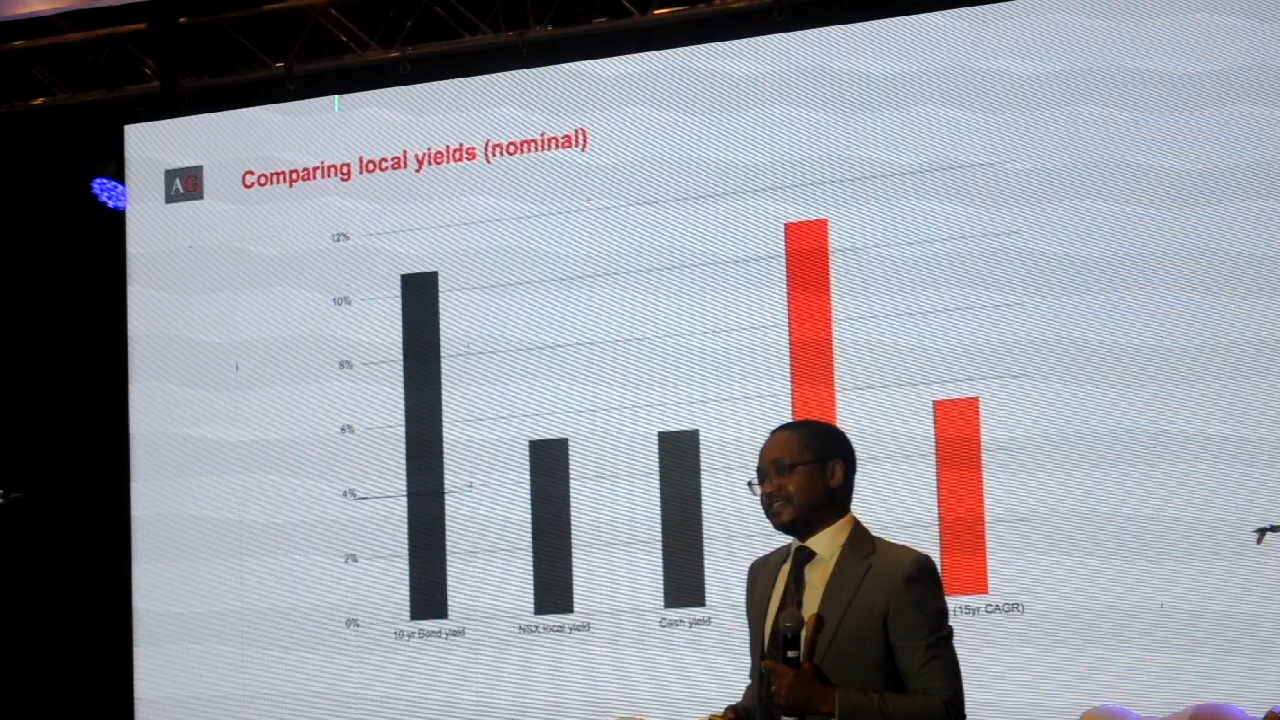 AG
Comparing local yields (nominal)
12%
10%
8%
6%
4%
2%
0%
10 yr Bond yield
NSX local yield
Cash yield
(15yr CAGR)